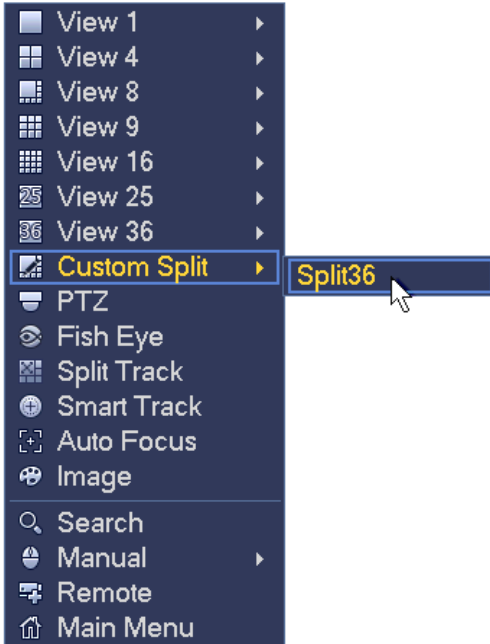 View 1
View 4
View 8
View 9
View 16
25 View 25
36 View 36
Custom Split
Split36
PTZ
Fish Eye
Split Track
Smart Track
Auto Focus
Image
Search
Manual
Remote
Main Menu